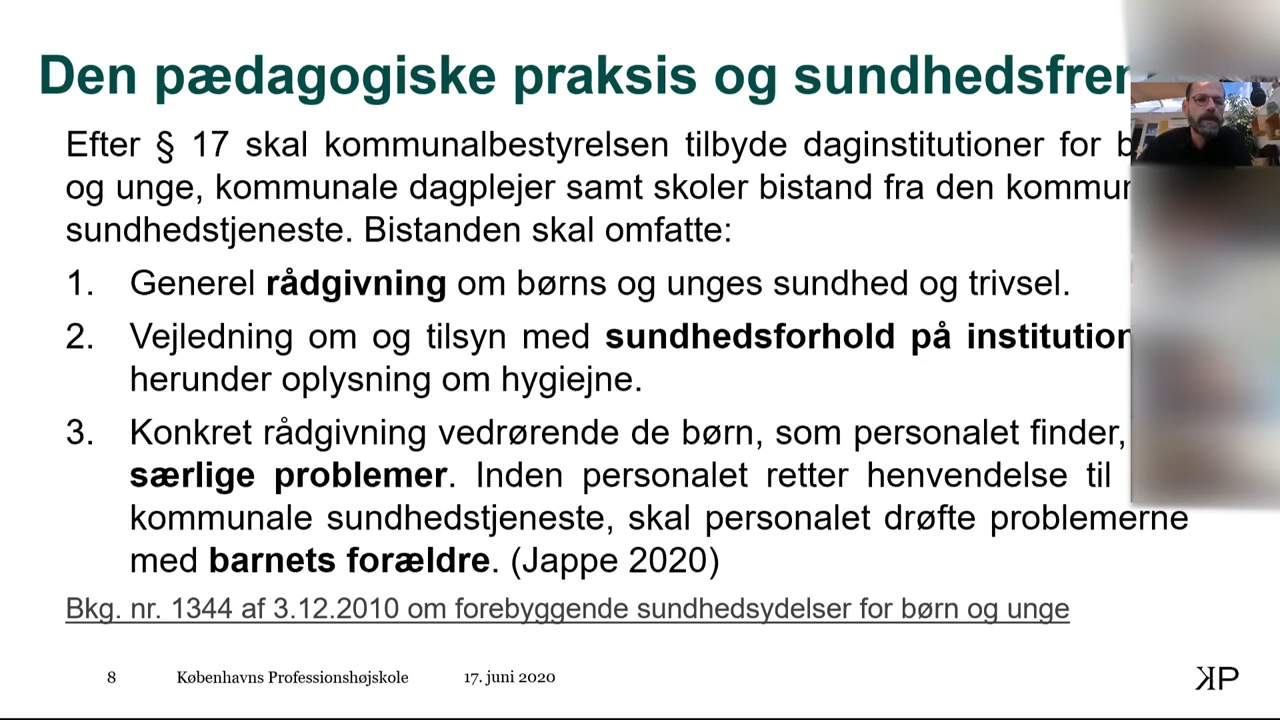 Den pædagogiske praksis og
Efter § 17 skal kommunalbestyrelsen tilbyde daginstitutioner for
og unge, kommunale dagplejer samt skoler bistand fra den
sundhedstjeneste. Bistanden skal omfatte:
1. Generel rådgivning om børns og unges sundhed og trivsel.
2. Vejledning om og tilsyn med sundhedsforhold på
herunder oplysning om hygiejne.
3. Konkret rådgivning vedrørende de børn, som personalet finder,
særlige problemer. Inden personalet retter henvendelse til
kommunale sundhedstjeneste, skal personalet drøfte problemerne
med barnets forældre. (Jappe 2020)
Bkg. nr. 1344 af 3.12.2010 om forebyggende sundhedsydelser for børn og unge
8 Københavns Professionshøjskole 17. juni 2020 KP